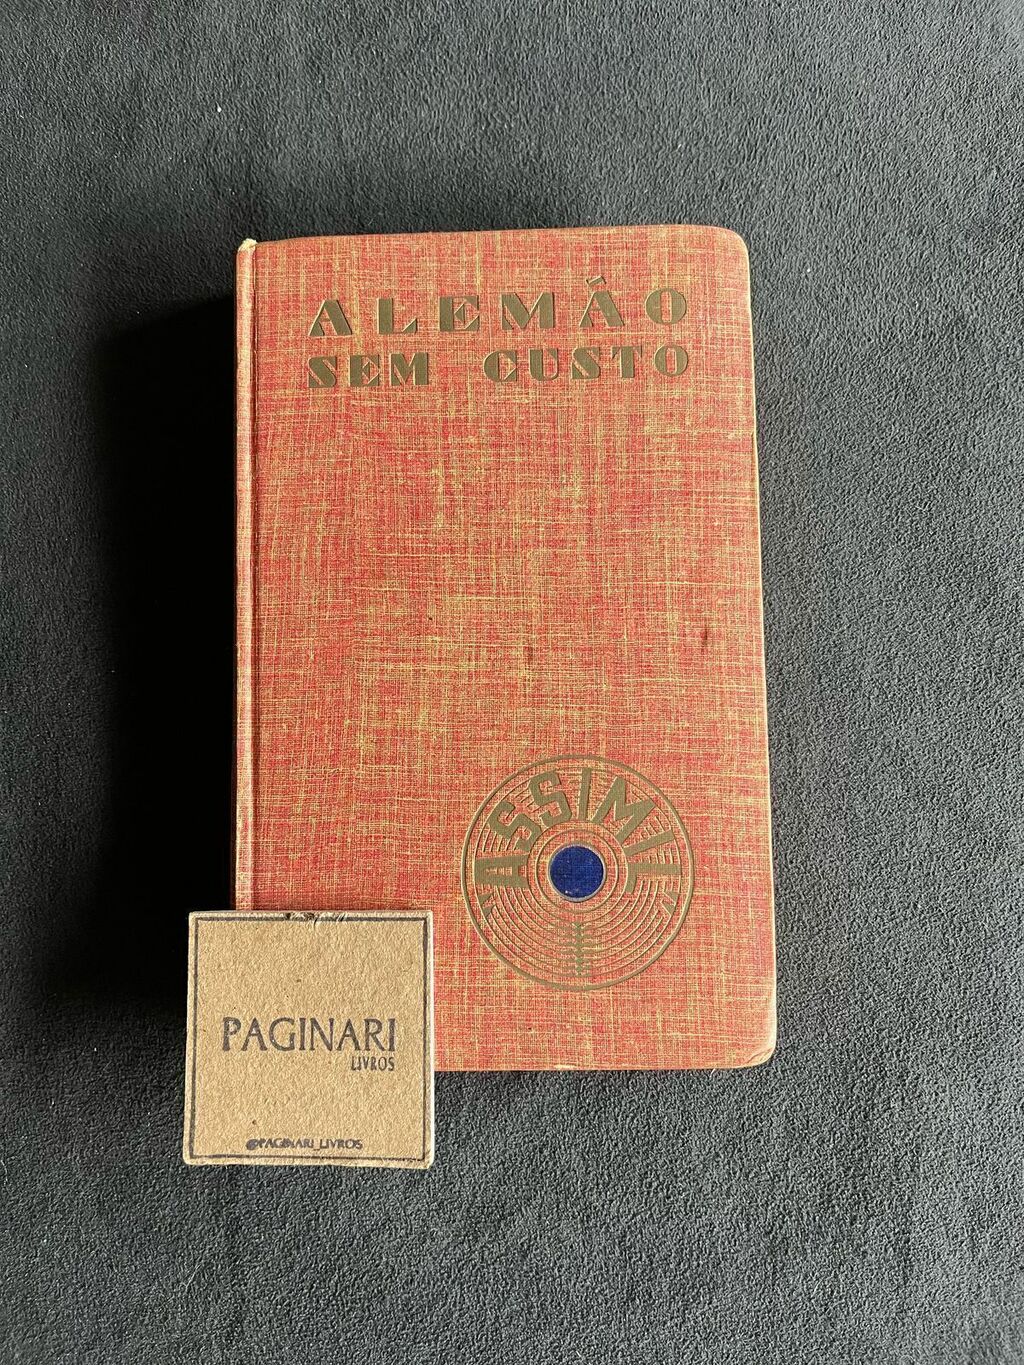 ALEMÃO
SEM CUSTO
ASSIMIL
PAGINARI
LIVROS
@PAGINARI_LIVROS